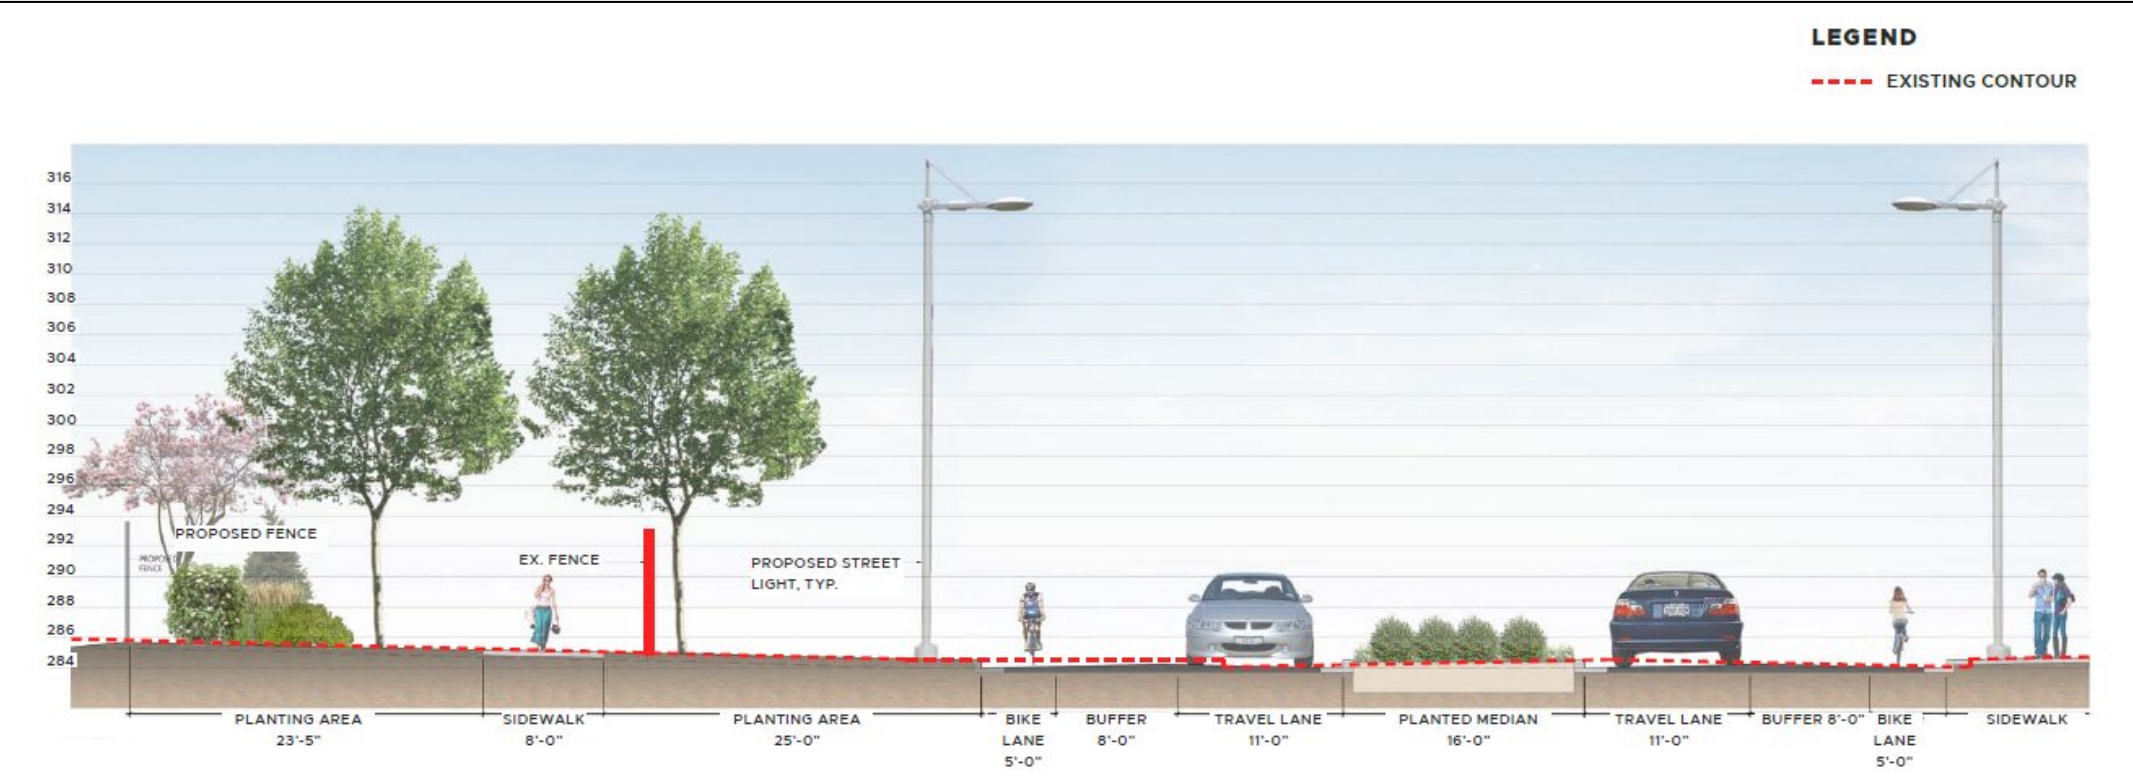 LEGEND
EXISTING CONTOUR
316
314
312
310
308
306
304
302
300
298
296
294
292
290
288
286
284
PROPOSED FENCE
PROPOSED
FENCE
EX. FENCE
PROPOSED STREET
LIGHT, TYP.
PLANTING AREA
23'-5"
SIDEWALK
8'-0"
PLANTING AREA
25'-0"
BIKE
LANE
5'-0"
BUFFER
8'-0"
TRAVEL LANE
11'-0"
PLANTED MEDIAN
16'-0"
TRAVEL LANE
11'-0"
BUFFER 8'-0"
BIKE
LANE
5'-0"
SIDEWALK